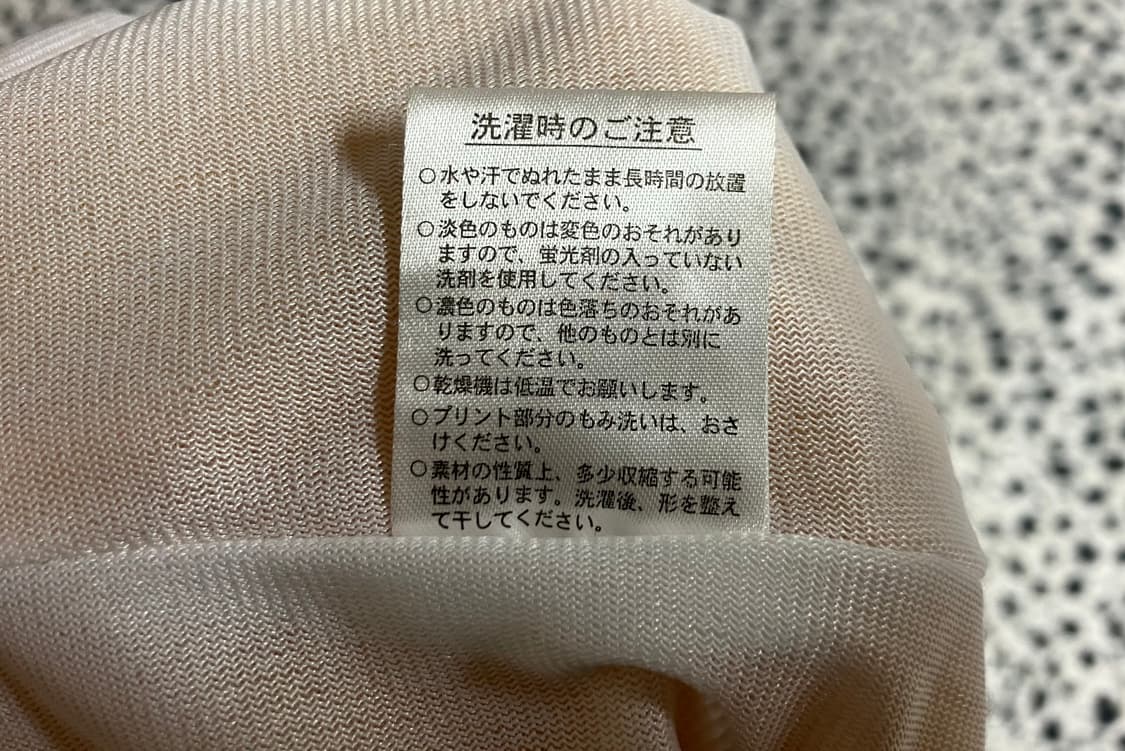 洗濯時のご注意
○水や汗でぬれたまま長時間の放置
をしないでください。
○淡色のものは変色のおそれがあり
ますので、蛍光剤の入っていない
洗剤を使用してください。
○濃色のものは色落ちのおそれがあ
りますので、他のものとは別に
洗ってください。
○乾燥機は低温でお願いします。
○プリント部分のもみ洗いは、おさ
けください。
○素材の性質上、多少収縮する可能
性があります。洗濯後、形を整え
て干してください。